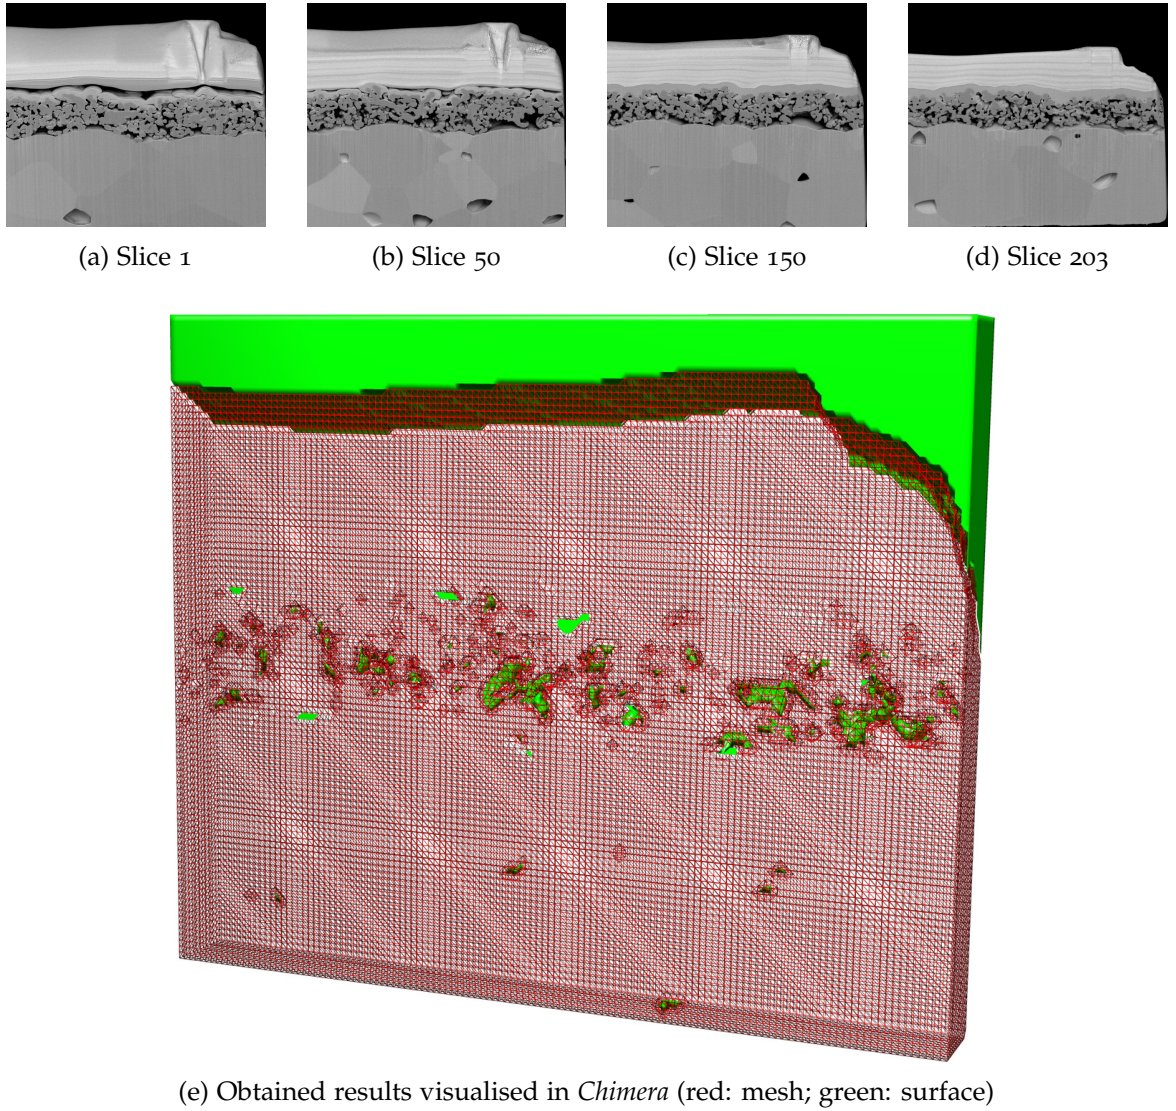 (a) Slice 1
(b) Slice 50
(c) Slice 150
(d) Slice 203
(e) Obtained results visualised in Chimera (red: mesh; green: surface)